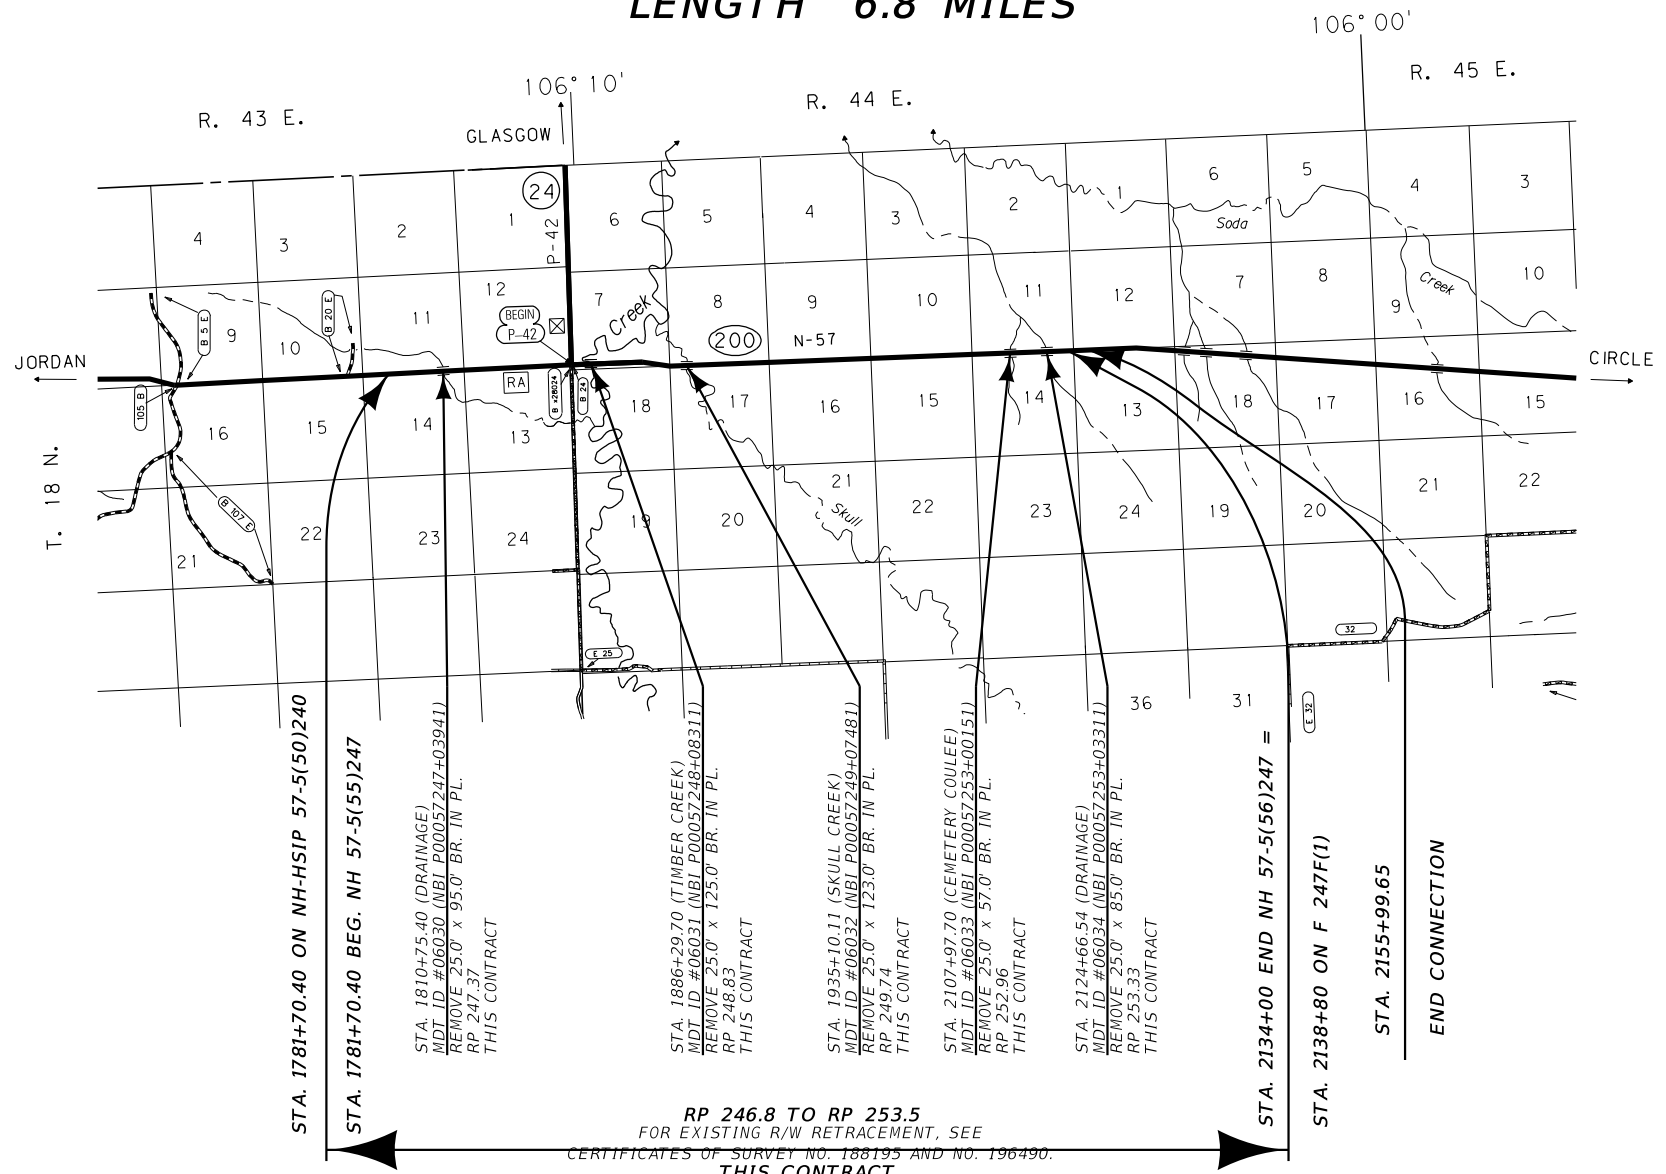 LENGTH 6.8 MILES
106° 00'
R. 45 E.
106° 10'
R. 44 E.
R. 43 E.
GLASGOW
24
P-42
4
3
2
1
6
5
4
3
2
1
6
5
4
3
Soda
Creek
9
10
11
12
7
8
9
10
11
12
7
8
9
10
B 5 E
B 20 E
BEGIN
P-42
Creek
200
N-57
JORDAN
CIRCLE
RA
105 B
B x28024
B 24
16
15
14
13
18
17
16
15
14
13
18
17
16
15
T. 18 N.
B 107 E
21
22
23
24
19
20
21
22
23
24
19
20
21
22
Skull
E 25
32
E 32
36
31
STA. 1781+70.40 ON NH-HSIP 57-5(50)240
STA. 1781+70.40 BEG. NH 57-5(55)247
STA. 1810+75.40 (DRAINAGE)
MDT ID #06030 (NBI P00057247+03941)
REMOVE 25.0' x 95.0' BR. IN PL.
RP 247.37
THIS CONTRACT
STA. 1886+29.70 (TIMBER CREEK)
MDT ID #06031 (NBI P00057248+08311)
REMOVE 25.0' x 125.0' BR. IN PL.
RP 248.83
THIS CONTRACT
STA. 1935+10.11 (SKULL CREEK)
MDT ID #06032 (NBI P00057249+07481)
REMOVE 25.0' x 123.0' BR. IN PL.
RP 249.74
THIS CONTRACT
STA. 2107+97.70 (CEMETERY COULEE)
MDT ID #06033 (NBI P00057253+00151)
REMOVE 25.0' x 57.0' BR. IN PL.
RP 252.96
THIS CONTRACT
STA. 2124+66.54 (DRAINAGE)
MDT ID #06034 (NBI P00057253+03311)
REMOVE 25.0' x 85.0' BR. IN PL.
RP 253.33
THIS CONTRACT
STA. 2134+00 END NH 57-5(56)247 =
STA. 2138+80 ON F 247F(1)
STA. 2155+99.65
END CONNECTION
RP 246.8 TO RP 253.5
FOR EXISTING R/W RETRACEMENT, SEE
CERTIFICATES OF SURVEY NO. 188195 AND NO. 196490.
THIS CONTRACT